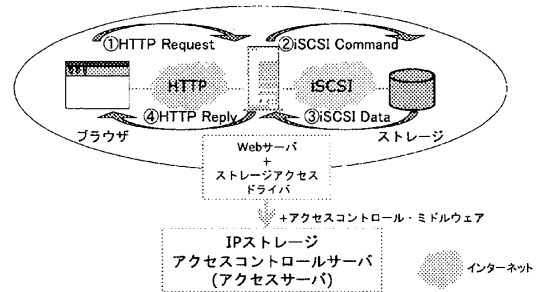 ①HTTP Request
②iSCSI Command
HTTP
iSCSI
④HTTP Reply
③iSCSI Data
ブラウザ
ストレージ
Webサーバ
+
ストレージアクセス
ドライバ
+アクセスコントロール・ミドルウェア
IPストレージ
アクセスコントロールサーバ
(アクセスサーバ)
インターネット